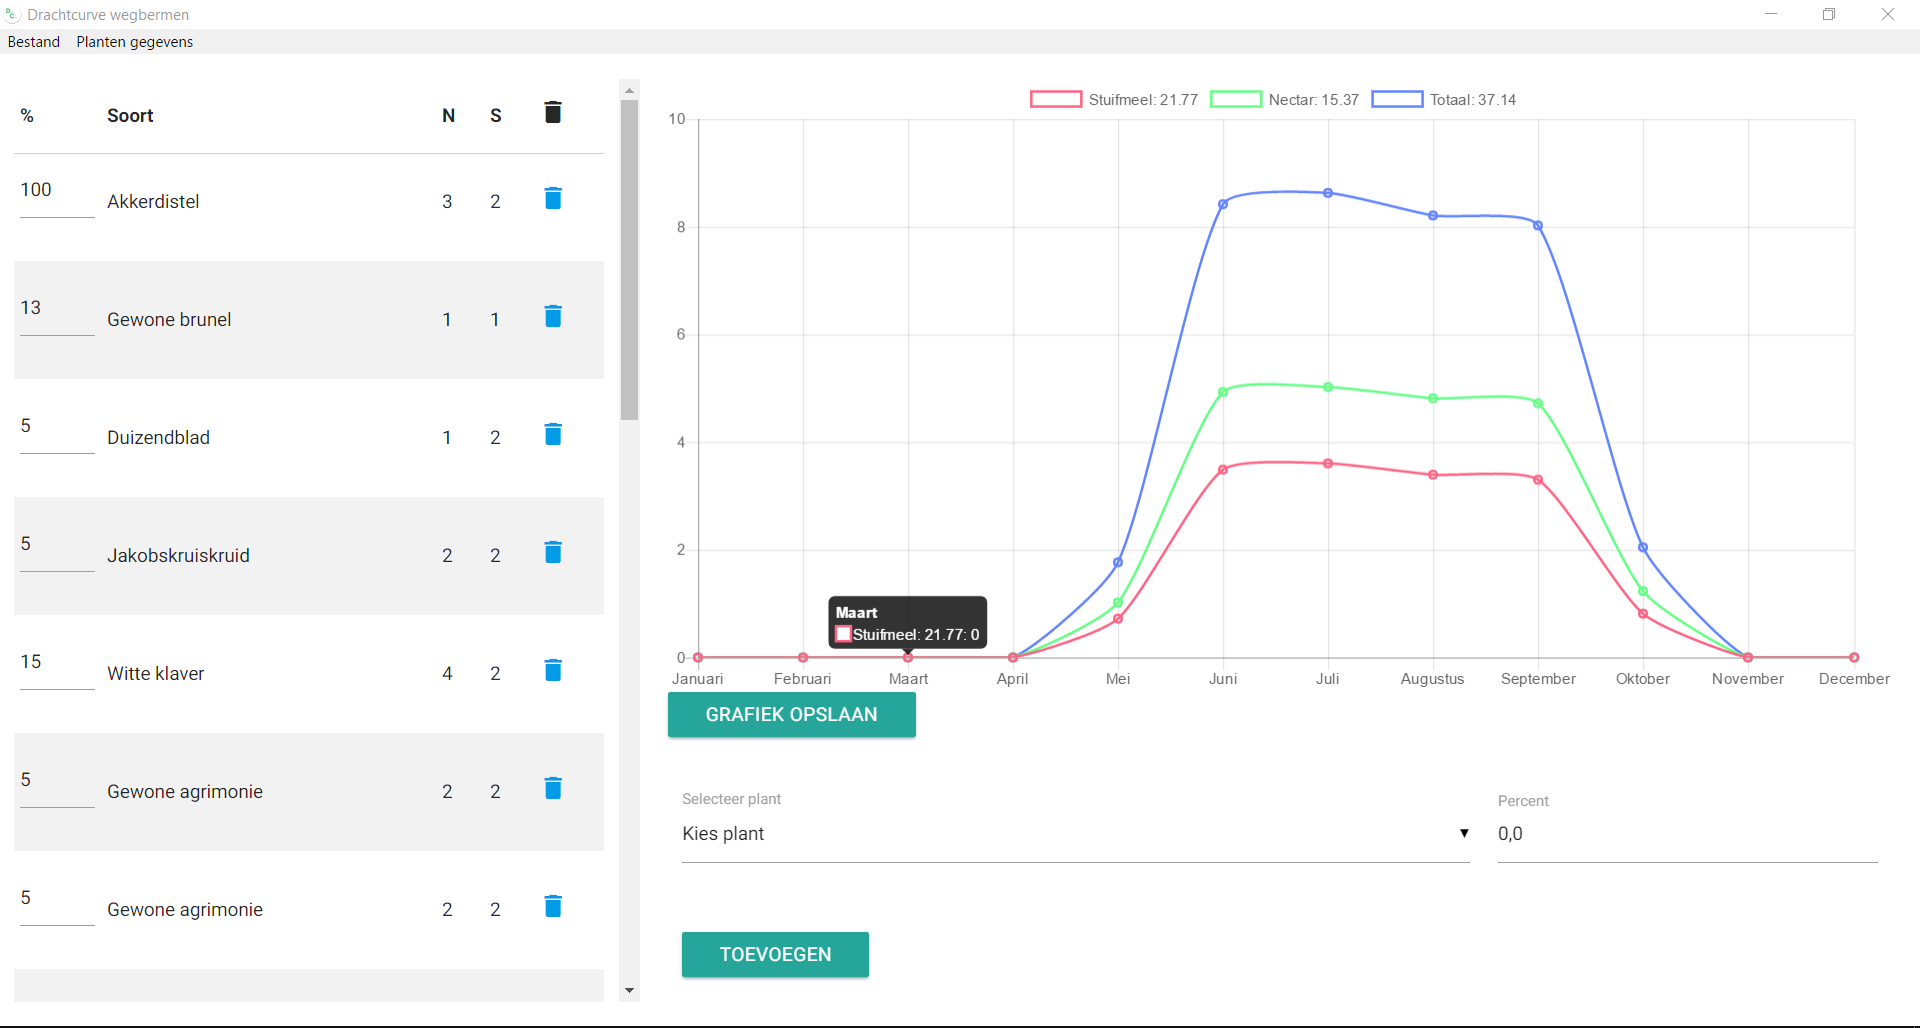 Drachtcurve wegbermen
Bestand Planten gegevens
% Soort N S
100 Akkerdistel 3 2
13 Gewone brunel 1 1
5 Duizendblad 1 2
5 Jakobskruiskruid 2 2
15 Witte klaver 4 2
5 Gewone agrimonie 2 2
5 Gewone agrimonie 2 2
Stuifmeel: 21.77 Nectar: 15.37 Totaal: 37.14
10
8
6
4
2
0
Maart
Stuifmeel: 21.77: 0
Januari Februari Maart April Mei Juni Juli Augustus September Oktober November December
GRAFIEK OPSLAAN
Selecteer plant Percent
Kies plant 0,0
TOEVOEGEN